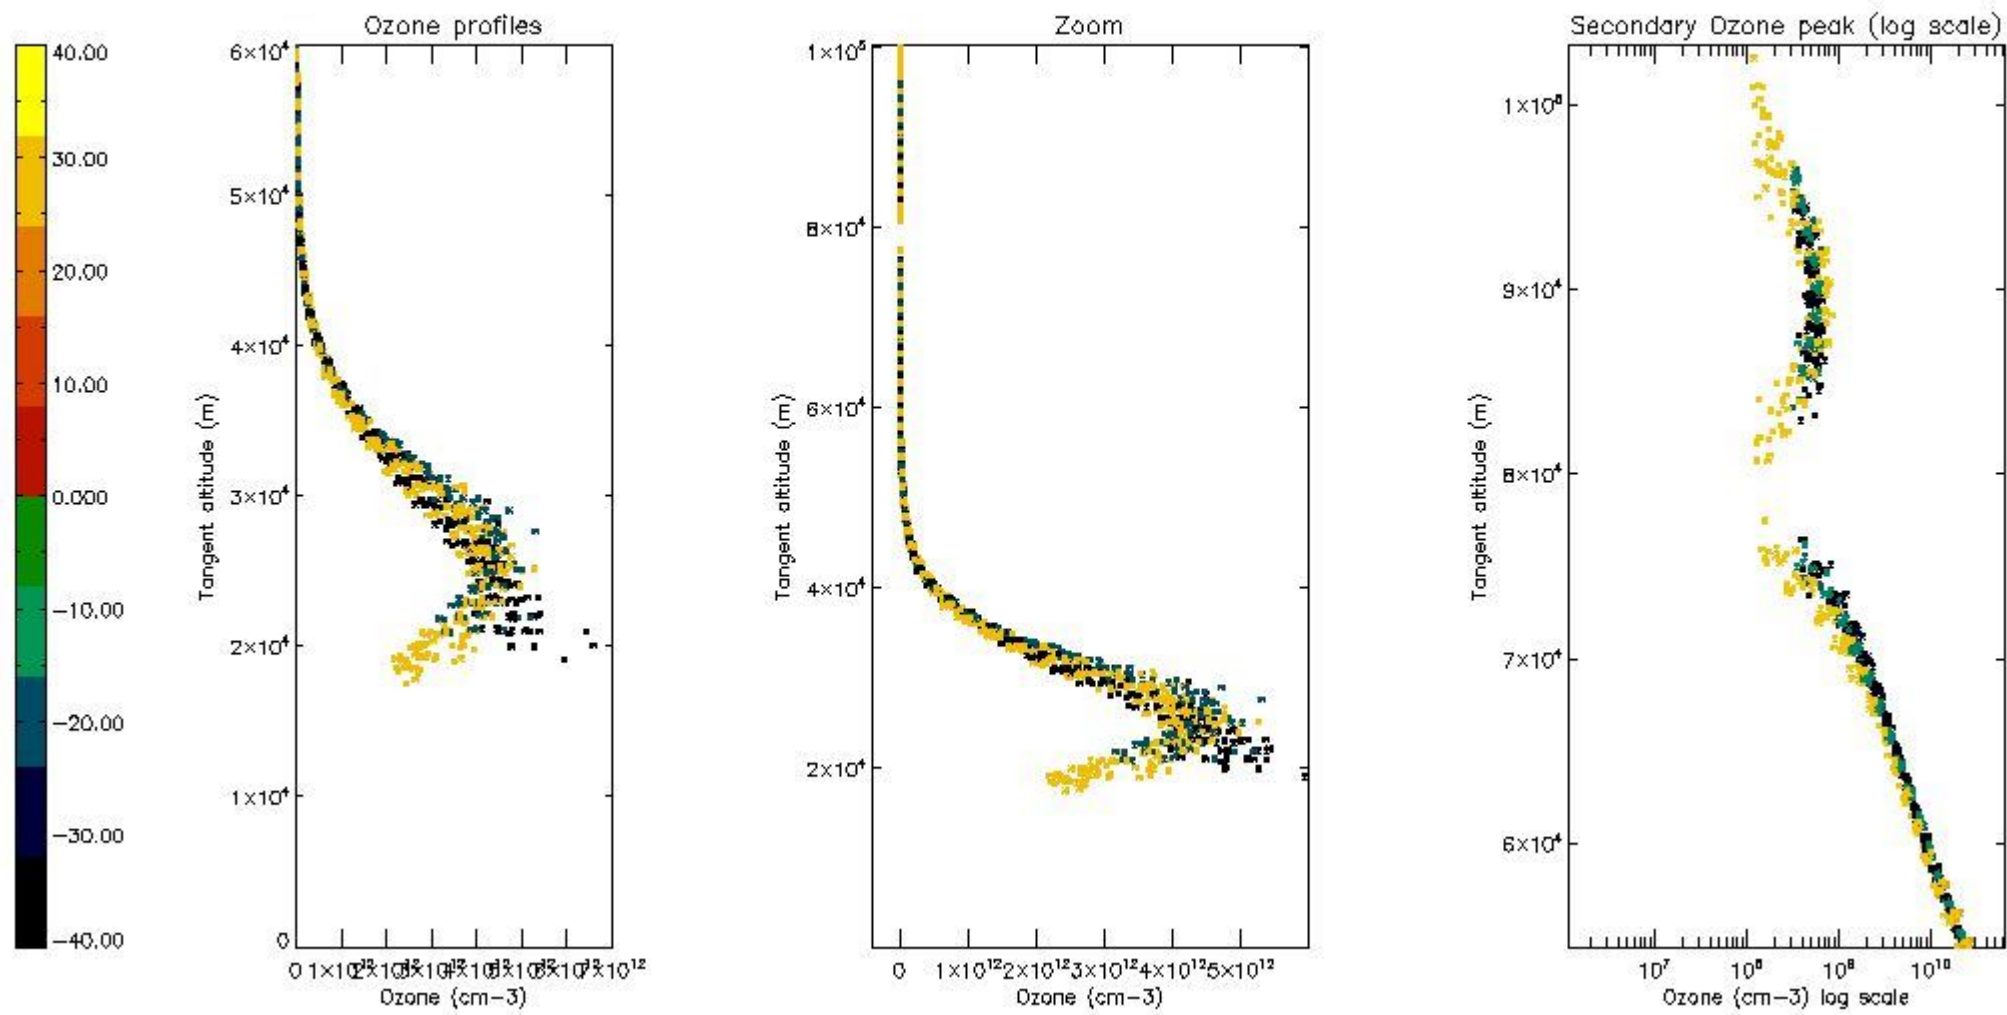 Ozone profiles
Zoom
Secondary Ozone peak (log scale)
40.00
30.00
20.00
10.00
0.000
-10.00
-20.00
-30.00
-40.00
6×10⁴
5×10⁴
4×10⁴
3×10⁴
2×10⁴
1×10⁴
0
Tangent altitude (m)
0
Ozone (cm-3)
1×10⁵
8×10⁴
6×10⁴
4×10⁴
2×10⁴
Tangent altitude (m)
0 1×10¹² 2×10¹² 3×10¹² 4×10¹² 5×10¹²
Ozone (cm-3)
9×10⁴
8×10⁴
7×10⁴
6×10⁴
Tangent altitude (m)
10⁷ 10¹⁰
Ozone (cm-3) log scale